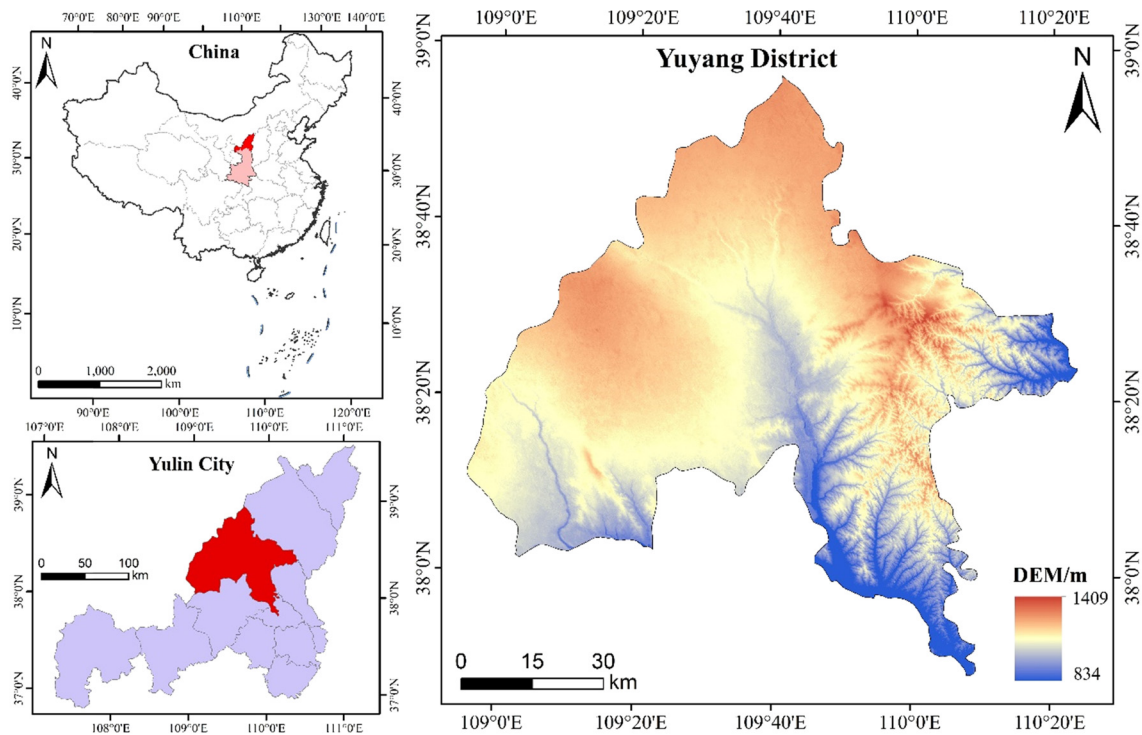 70°0'E 80°0'E 90°0'E 100°0'E 110°0'E 120°0'E 130°0'E 140°0'E
China
N
40°0'N
30°0'N
20°0'N
10°0'N
40°0'N
30°0'N
20°0'N
10°0'N
0 1,000 2,000
km
90°0'E 100°0'E 110°0'E 120°0'E
107°0'E 108°0'E 109°0'E 110°0'E 111°0'E
Yulin City
N
39°0'N
38°0'N
37°0'N
39°0'N
38°0'N
37°0'N
0 50 100
km
108°0'E 109°0'E 110°0'E 111°0'E
109°0'E 109°20'E 109°40'E 110°0'E 110°20'E
Yuyang District
N
39°0'N
38°40'N
38°20'N
38°0'N
39°0'N
38°40'N
38°20'N
38°0'N
DEM/m
1409
834
0 15 30
km
109°0'E 109°20'E 109°40'E 110°0'E 110°20'E